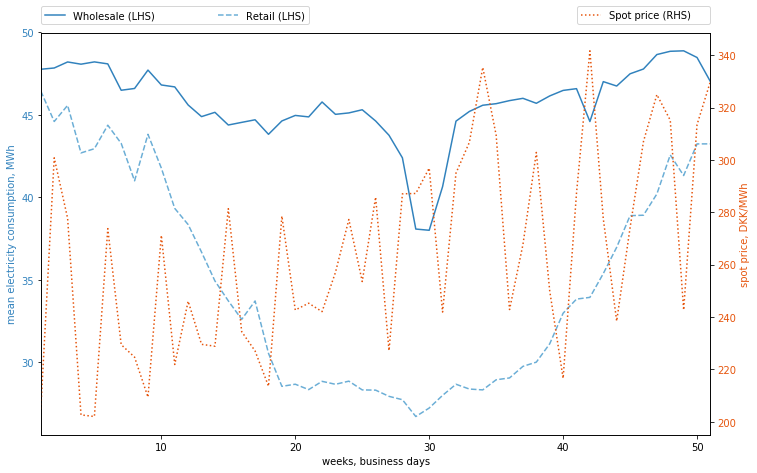 Wholesale (LHS) Retail (LHS) Spot price (RHS)
50
45
40
35
30
mean electricity consumption, MWh
340
320
300
280
260
240
220
200
spot price, DKK/MWh
10 20 30 40 50
weeks, business days